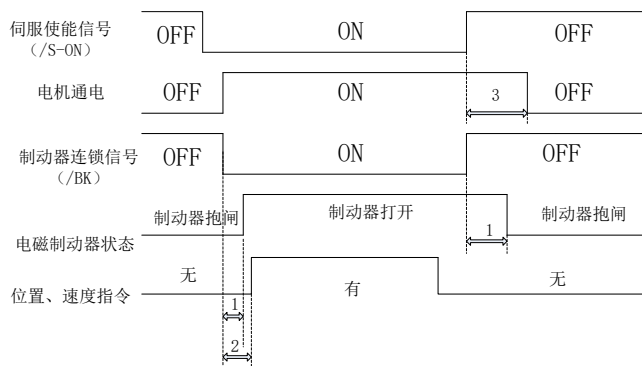 伺服使能信号
（/S-ON）
OFF
ON
OFF
电机通电
OFF
ON
3
OFF
制动器连锁信号
（/BK）
OFF
ON
OFF
电磁制动器状态
制动器抱闸
制动器打开
1
制动器抱闸
位置、速度指令
无
有
无
1
2